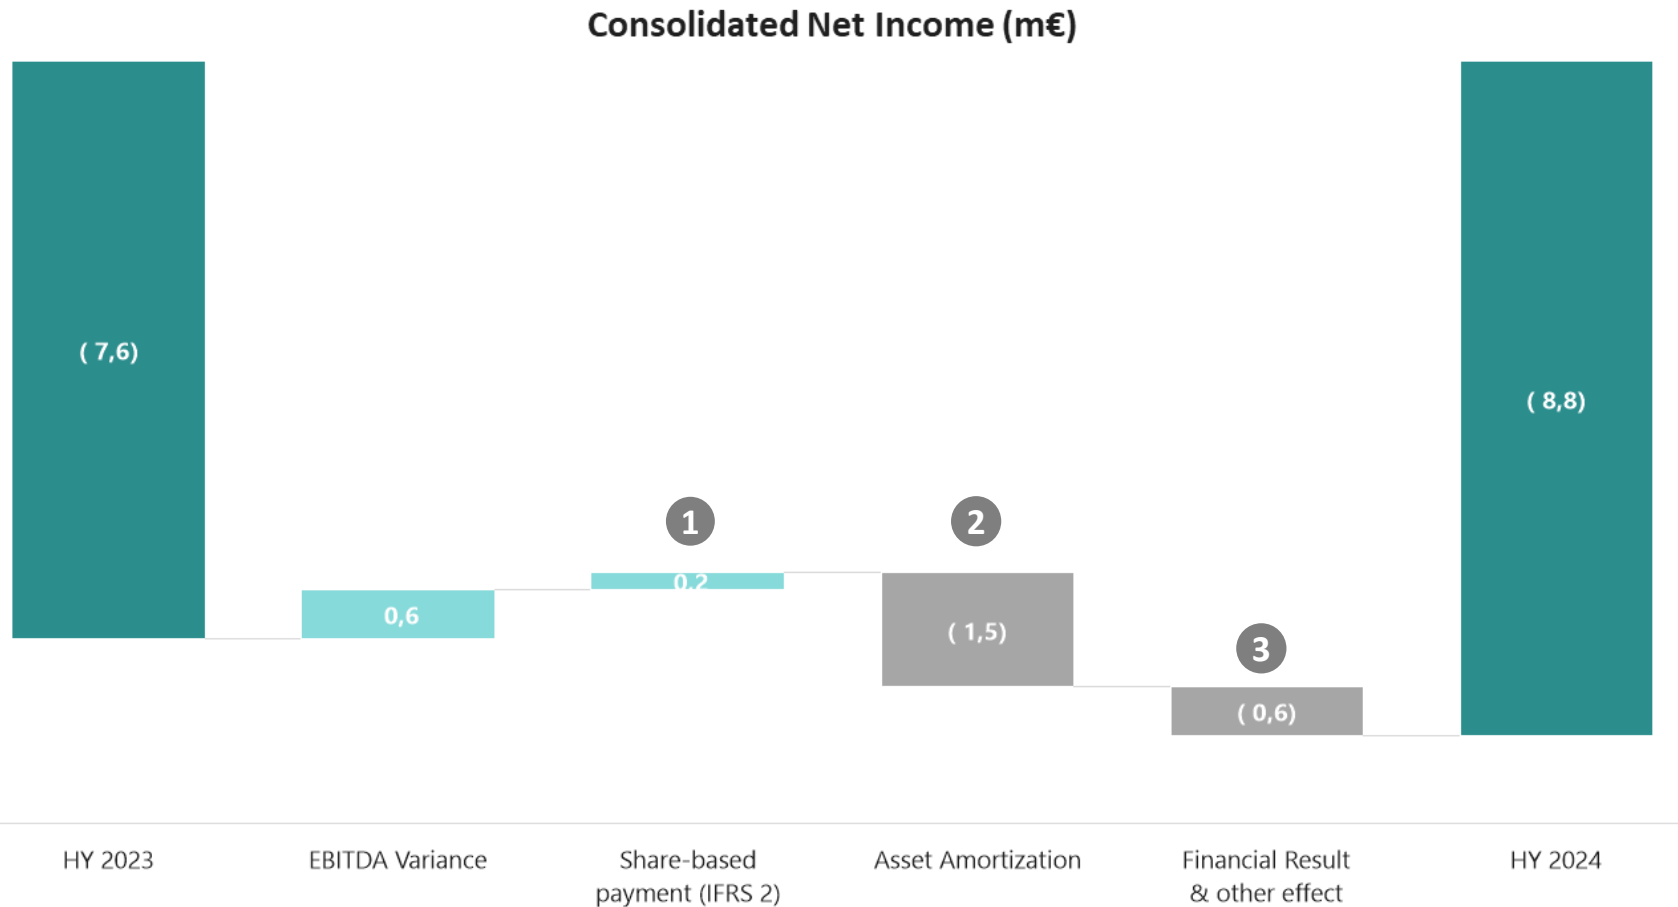 Consolidated Net Income (m€)
( 7,6)
( 8,8)
1
2
0,2
0,6
( 1,5)
3
( 0,6)
HY 2023
EBITDA Variance
Share-based
payment (IFRS 2)
Asset Amortization
Financial Result
& other effect
HY 2024